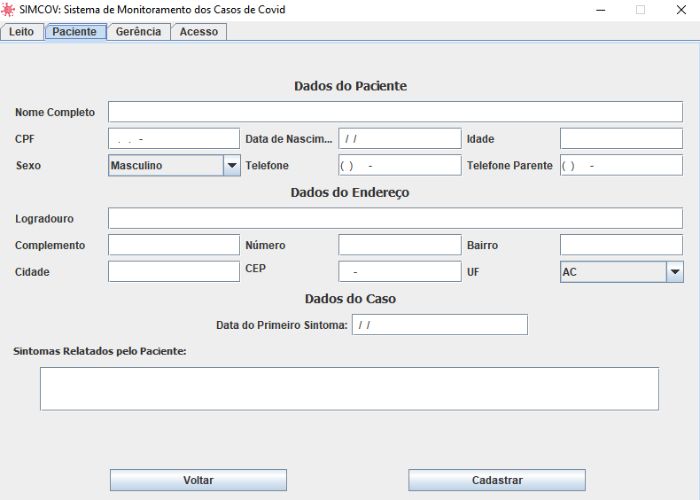 SIMCOV: Sistema de Monitoramento dos Casos de Covid
Leito Paciente Gerência Acesso
Dados do Paciente
Nome Completo
CPF . . - Data de Nascim... / / Idade
Sexo Masculino Telefone ( ) - Telefone Parente ( ) -
Dados do Endereço
Logradouro
Complemento Número Bairro
Cidade CEP - UF AC
Dados do Caso
Data do Primeiro Sintoma: / /
Sintomas Relatados pelo Paciente:
Voltar Cadastrar